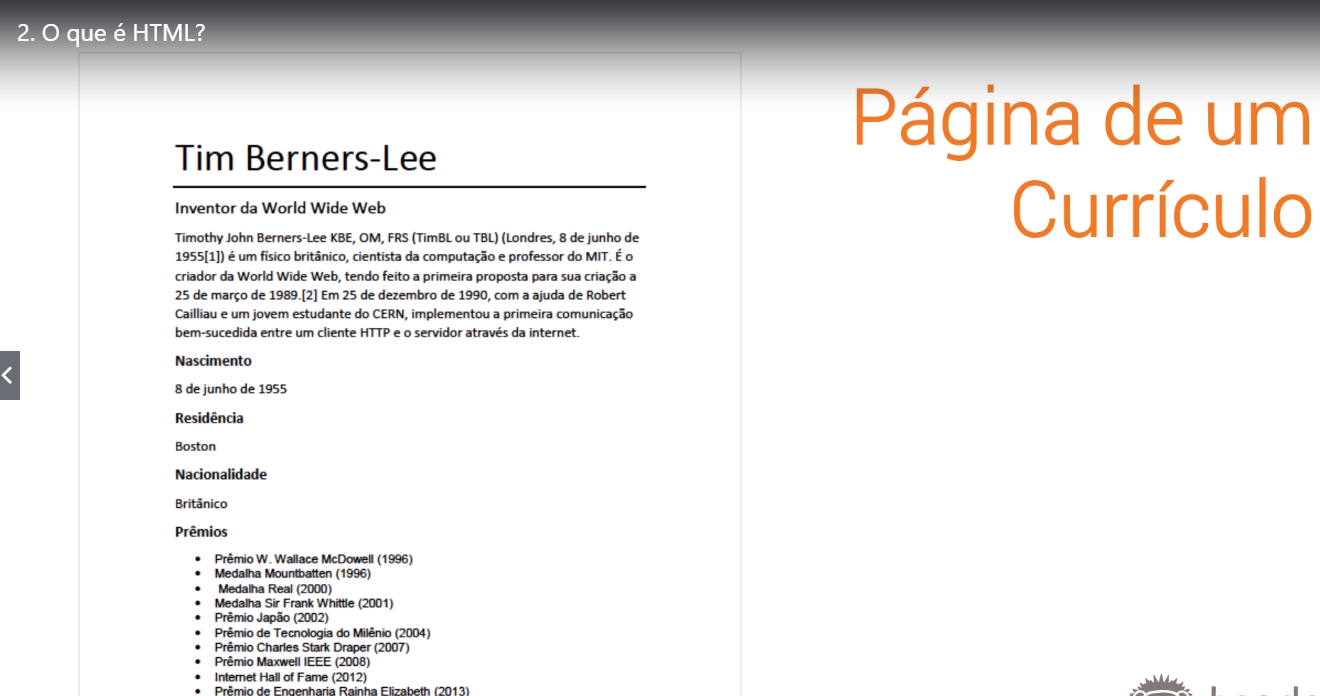 2. O que é HTML?
Página de um
Currículo
Tim Berners-Lee
Inventor da World Wide Web
Timothy John Berners-Lee KBE, OM, FRS (TimBL ou TBL) (Londres, 8 de junho de
1955[1]) é um físico britânico, cientista da computação e professor do MIT. É o
criador da World Wide Web, tendo feito a primeira proposta para sua criação a
25 de março de 1989.[2] Em 25 de dezembro de 1990, com a ajuda de Robert
Cailliau e um jovem estudante do CERN, implementou a primeira comunicação
bem-sucedida entre um cliente HTTP e o servidor através da internet.
Nascimento
8 de junho de 1955
Residência
Boston
Nacionalidade
Britânico
Prêmios
• Prêmio W. Wallace McDowell (1996)
• Medalha Mountbatten (1996)
• Medalha Real (2000)
• Medalha Sir Frank Whittle (2001)
• Prêmio Japão (2002)
• Prêmio de Tecnologia do Milênio (2004)
• Prêmio Charles Stark Draper (2007)
• Prêmio Maxwell IEEE (2008)
• Internet Hall of Fame (2012)
• Prêmio de Engenharia Rainha Elizabeth (2013)